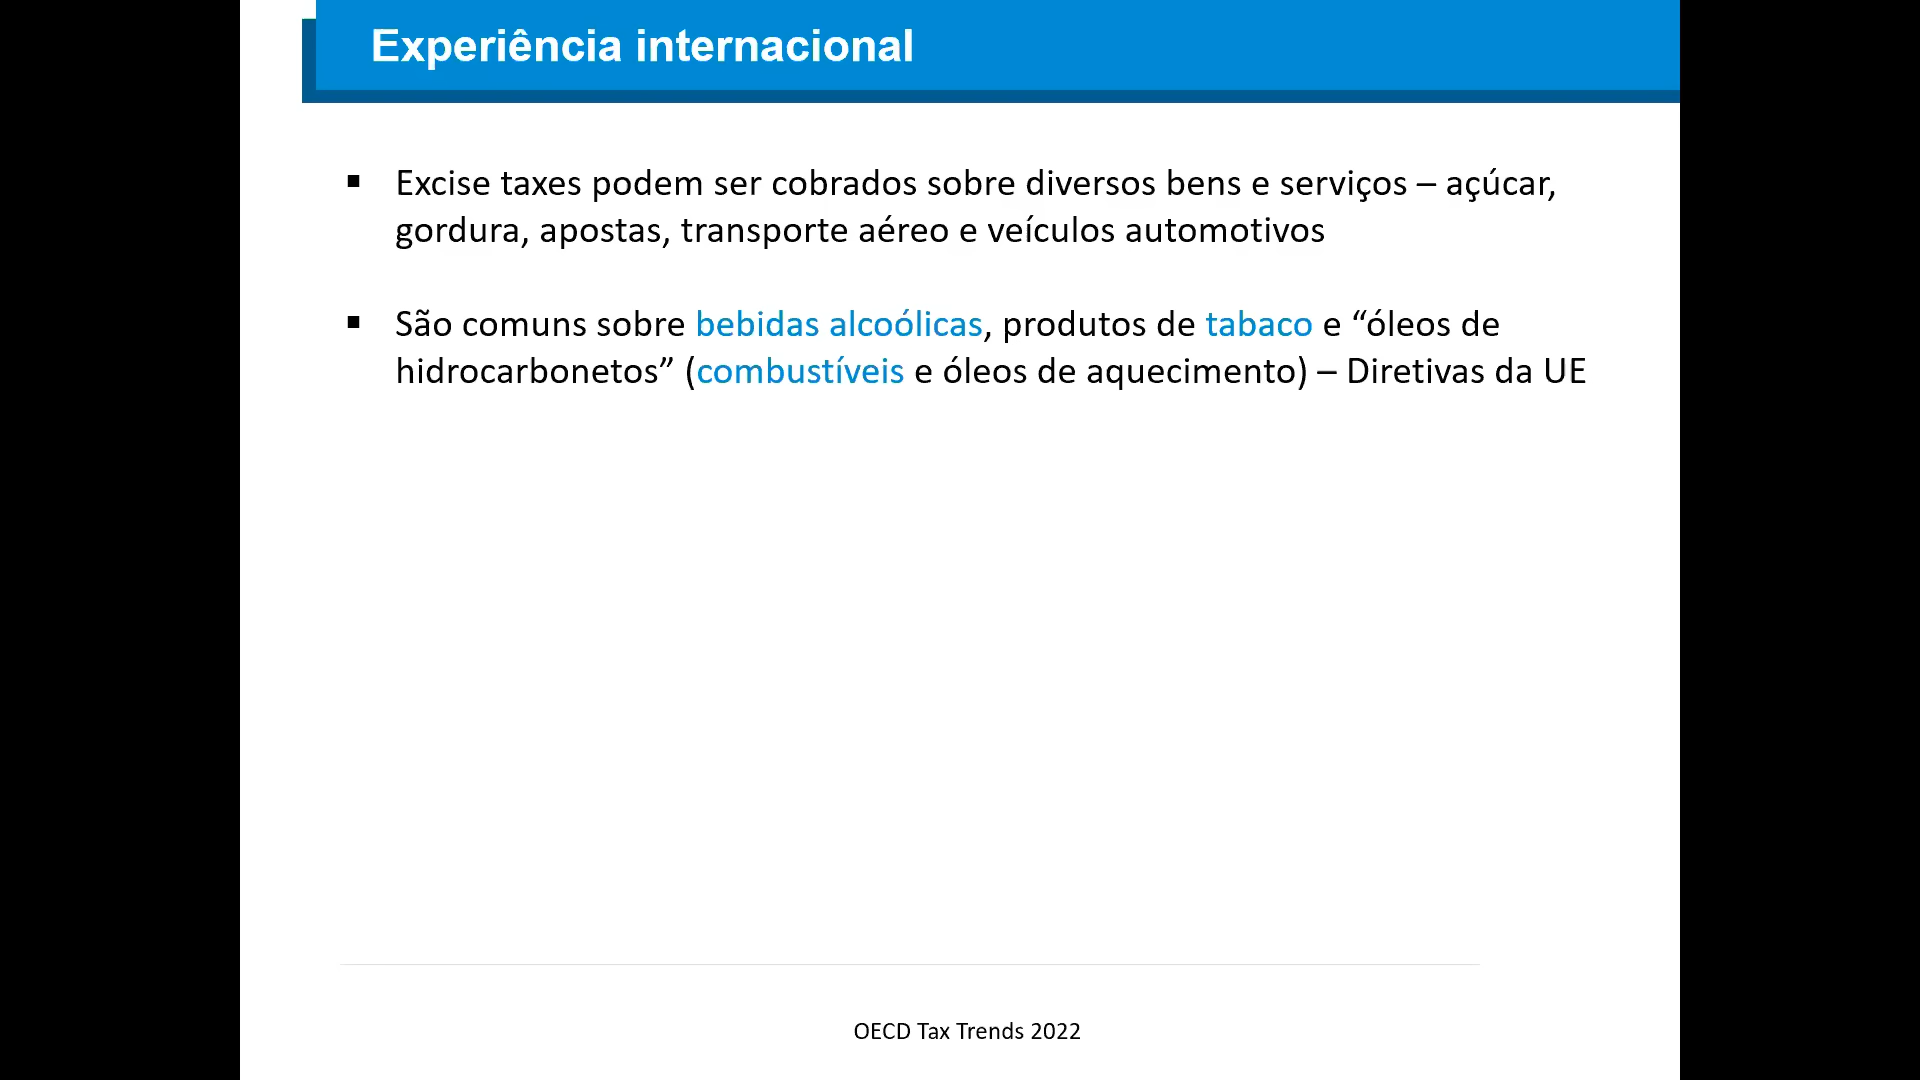 Experiência internacional
▪ Excise taxes podem ser cobrados sobre diversos bens e serviços – açúcar,
gordura, apostas, transporte aéreo e veículos automotivos
▪ São comuns sobre bebidas alcoólicas, produtos de tabaco e “óleos de
hidrocarbonetos” (combustíveis e óleos de aquecimento) – Diretivas da UE
OECD Tax Trends 2022